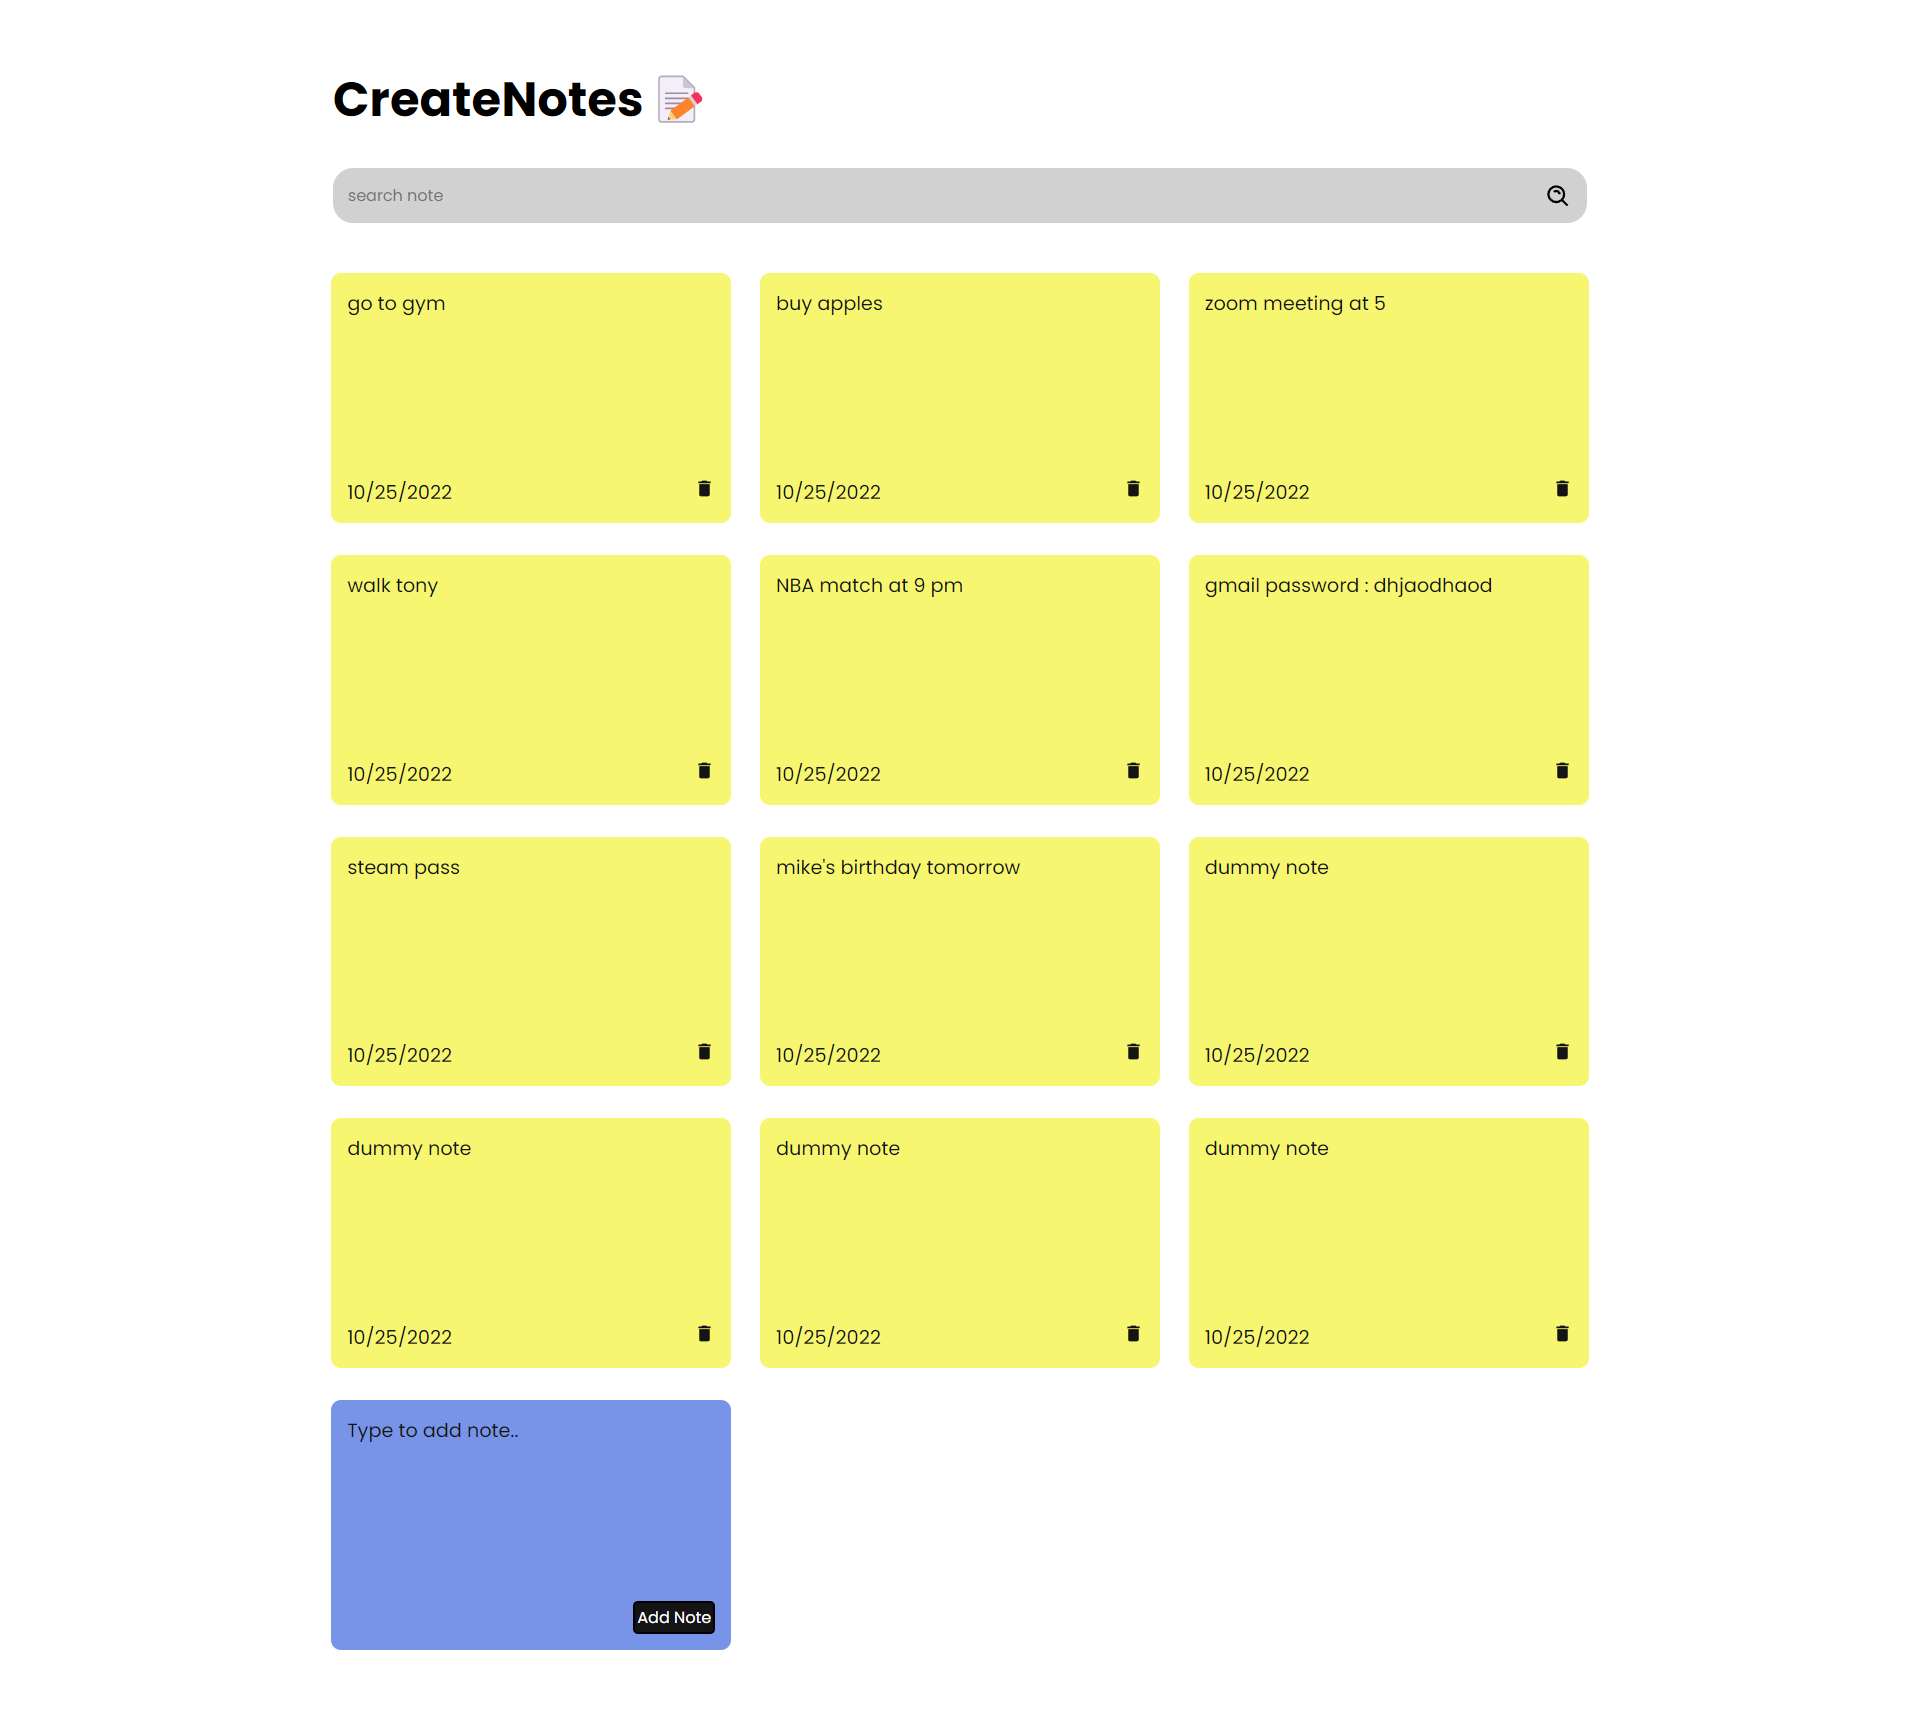 CreateNotes
search note
go to gym
10/25/2022
buy apples
10/25/2022
zoom meeting at 5
10/25/2022
walk tony
10/25/2022
NBA match at 9 pm
10/25/2022
gmail password : dhjaodhaod
10/25/2022
steam pass
10/25/2022
mike's birthday tomorrow
10/25/2022
dummy note
10/25/2022
dummy note
10/25/2022
dummy note
10/25/2022
dummy note
10/25/2022
Type to add note..
Add Note